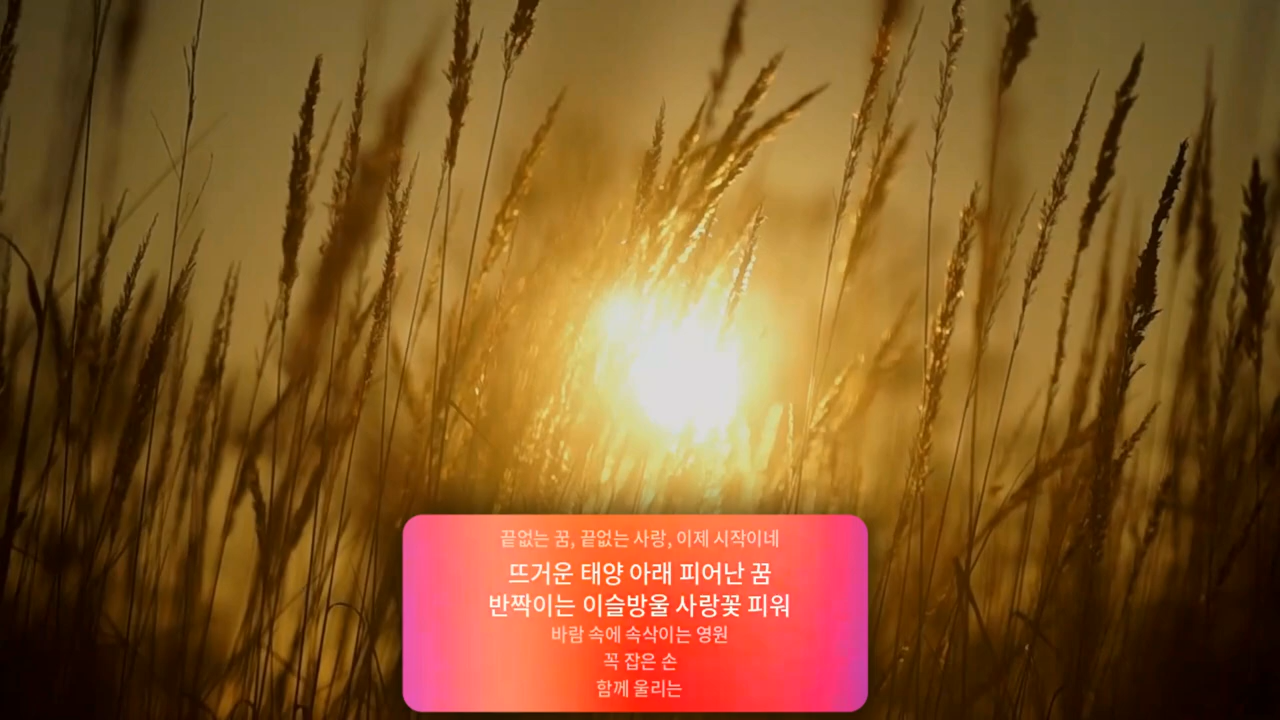 끝없는 꿈, 끝없는 사랑, 이제 시작이네
뜨거운 태양 아래 피어난 꿈
반짝이는 이슬방울 사랑꽃 피워
바람 속에 속삭이는 영원
꼭 잡은 손
함께 울리는